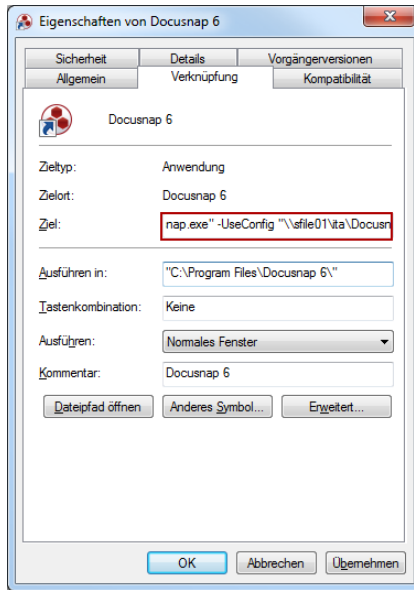 Eigenschaften von Docusnap 6
Sicherheit Details Vorgängerversionen
Allgemein Verknüpfung Kompatibilität
Docusnap 6
Zieltyp: Anwendung
Zielort: Docusnap 6
Ziel: nap.exe" -UseConfig "\\sfile01\ita\Docusn
Ausführen in: "C:\Program Files\Docusnap 6\"
Tastenkombination: Keine
Ausführen: Normales Fenster
Kommentar: Docusnap 6
Dateipfad öffnen Anderes Symbol... Erweitert...
OK Abbrechen Übernehmen